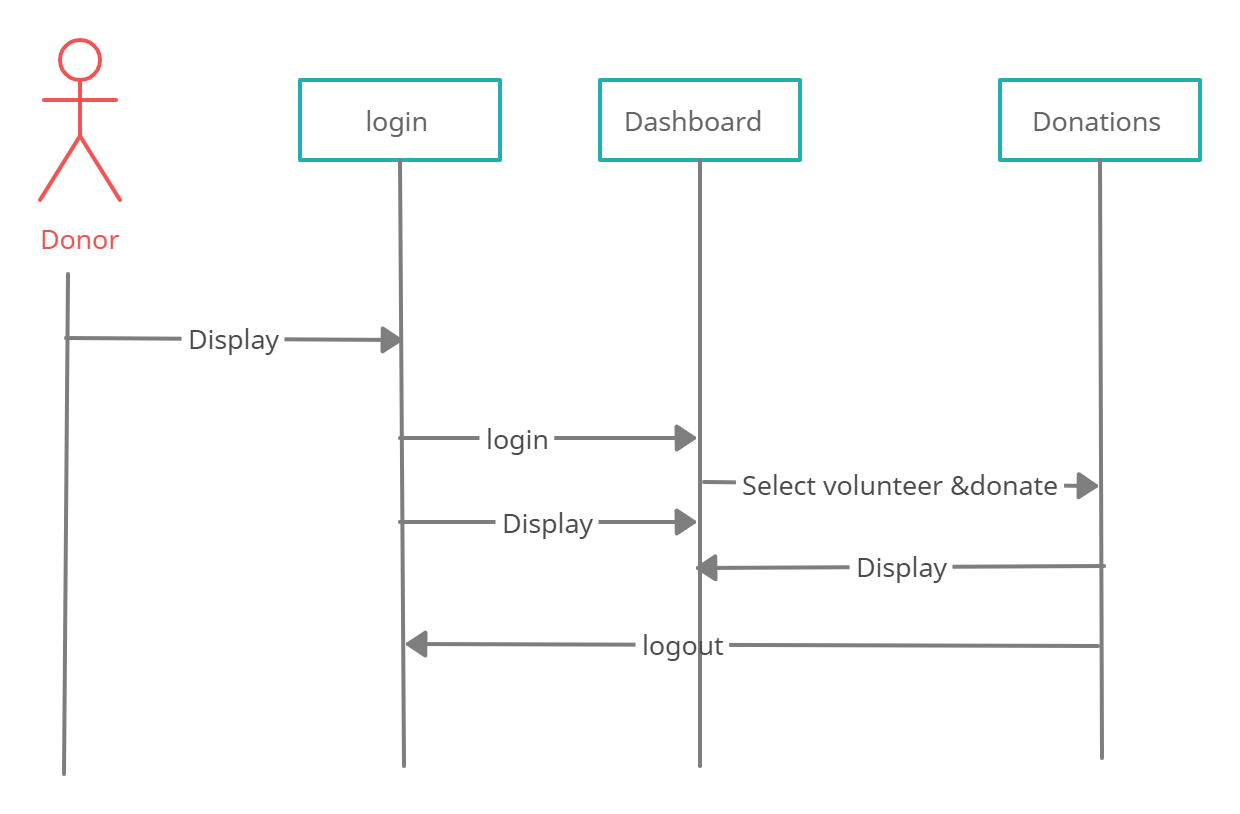 login
Dashboard
Donations
Donor
Display
login
Select volunteer &donate
Display
Display
logout